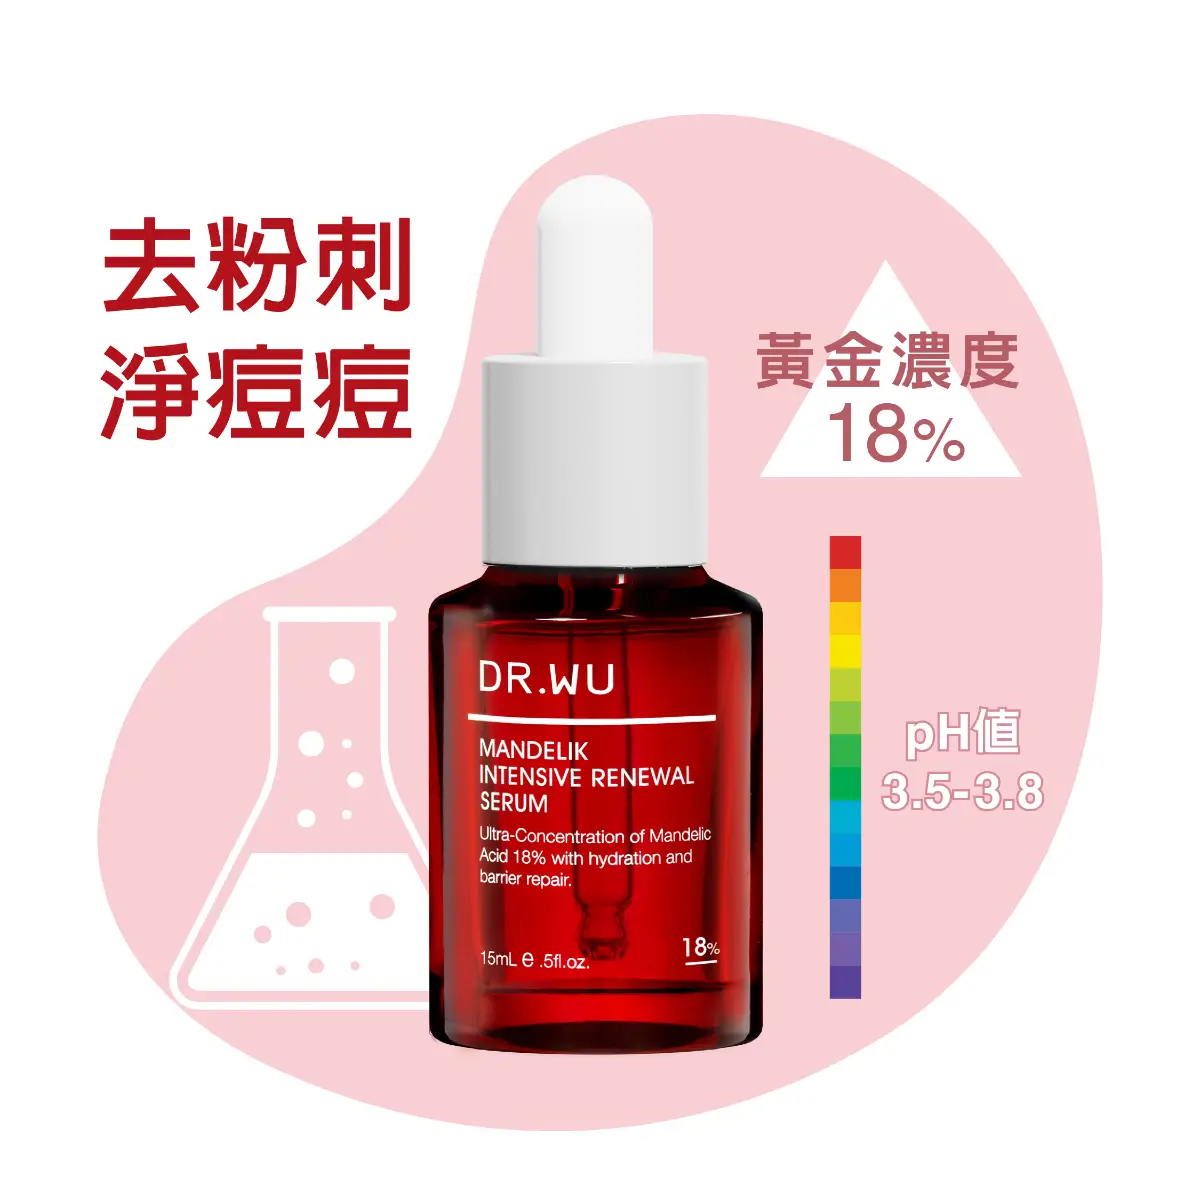 去粉刺
淨痘痘
黃金濃度
18%
pH值
3.5-3.8
DR.WU
MANDELIK
INTENSIVE RENEWAL
SERUM
Ultra-Concentration of Mandelic
Acid 18% with hydration and
barrier repair.
15mL e .5fl.oz.
18%